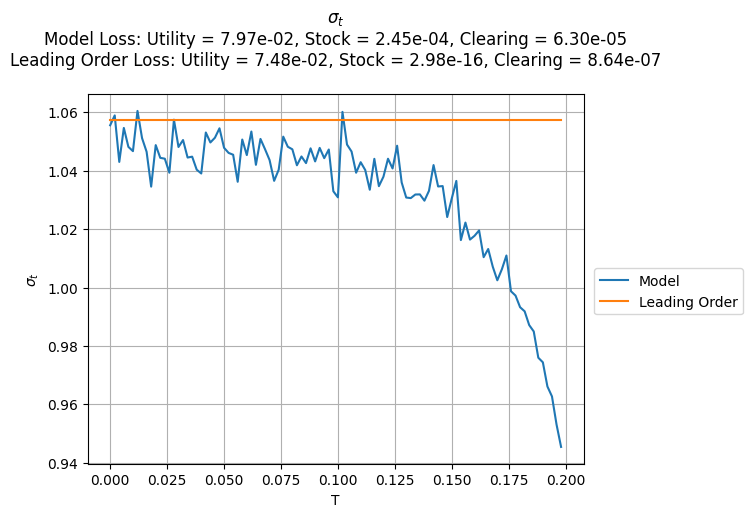 σt
Model Loss: Utility = 7.97e-02, Stock = 2.45e-04, Clearing = 6.30e-05
Leading Order Loss: Utility = 7.48e-02, Stock = 2.98e-16, Clearing = 8.64e-07
1.06
1.04
1.02
1.00
0.98
0.96
0.94
σt
0.000 0.025 0.050 0.075 0.100 0.125 0.150 0.175 0.200
T
Model
Leading Order